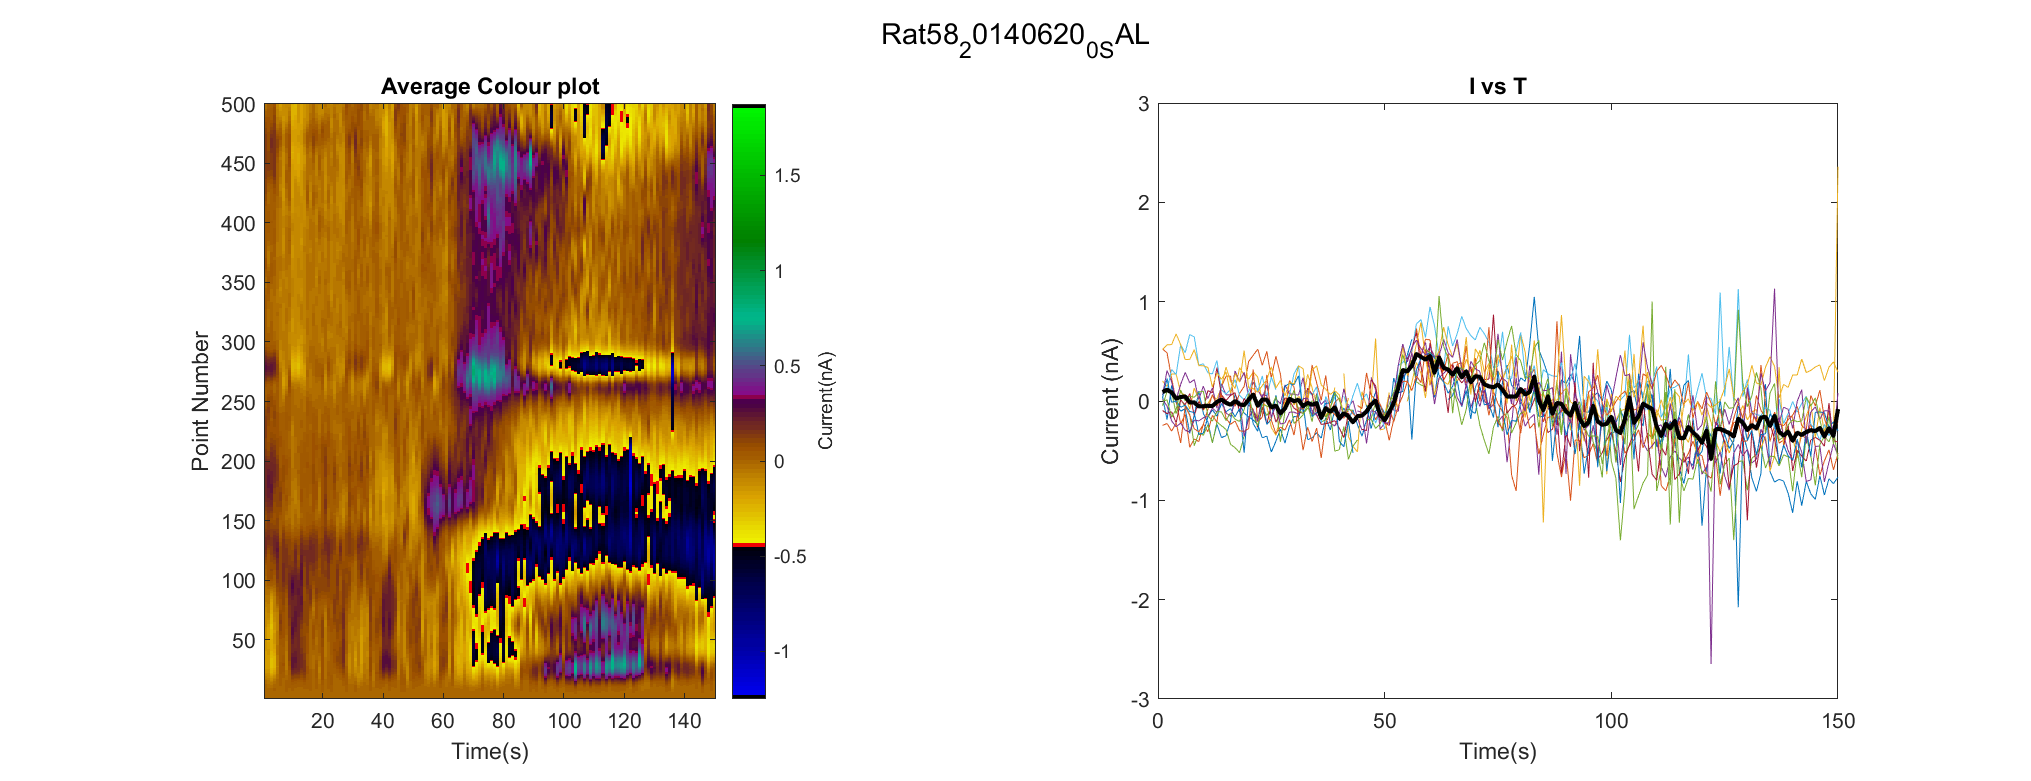 Rat58₂0140620₀ₛAL
Average Colour plot
500
450
400
350
300
250
200
150
100
50
Point Number
20 40 60 80 100 120 140
Time(s)
1.5
1
0.5
0
-0.5
-1
Current(nA)
I vs T
3
2
1
0
-1
-2
-3
Current (nA)
0 50 100 150
Time(s)